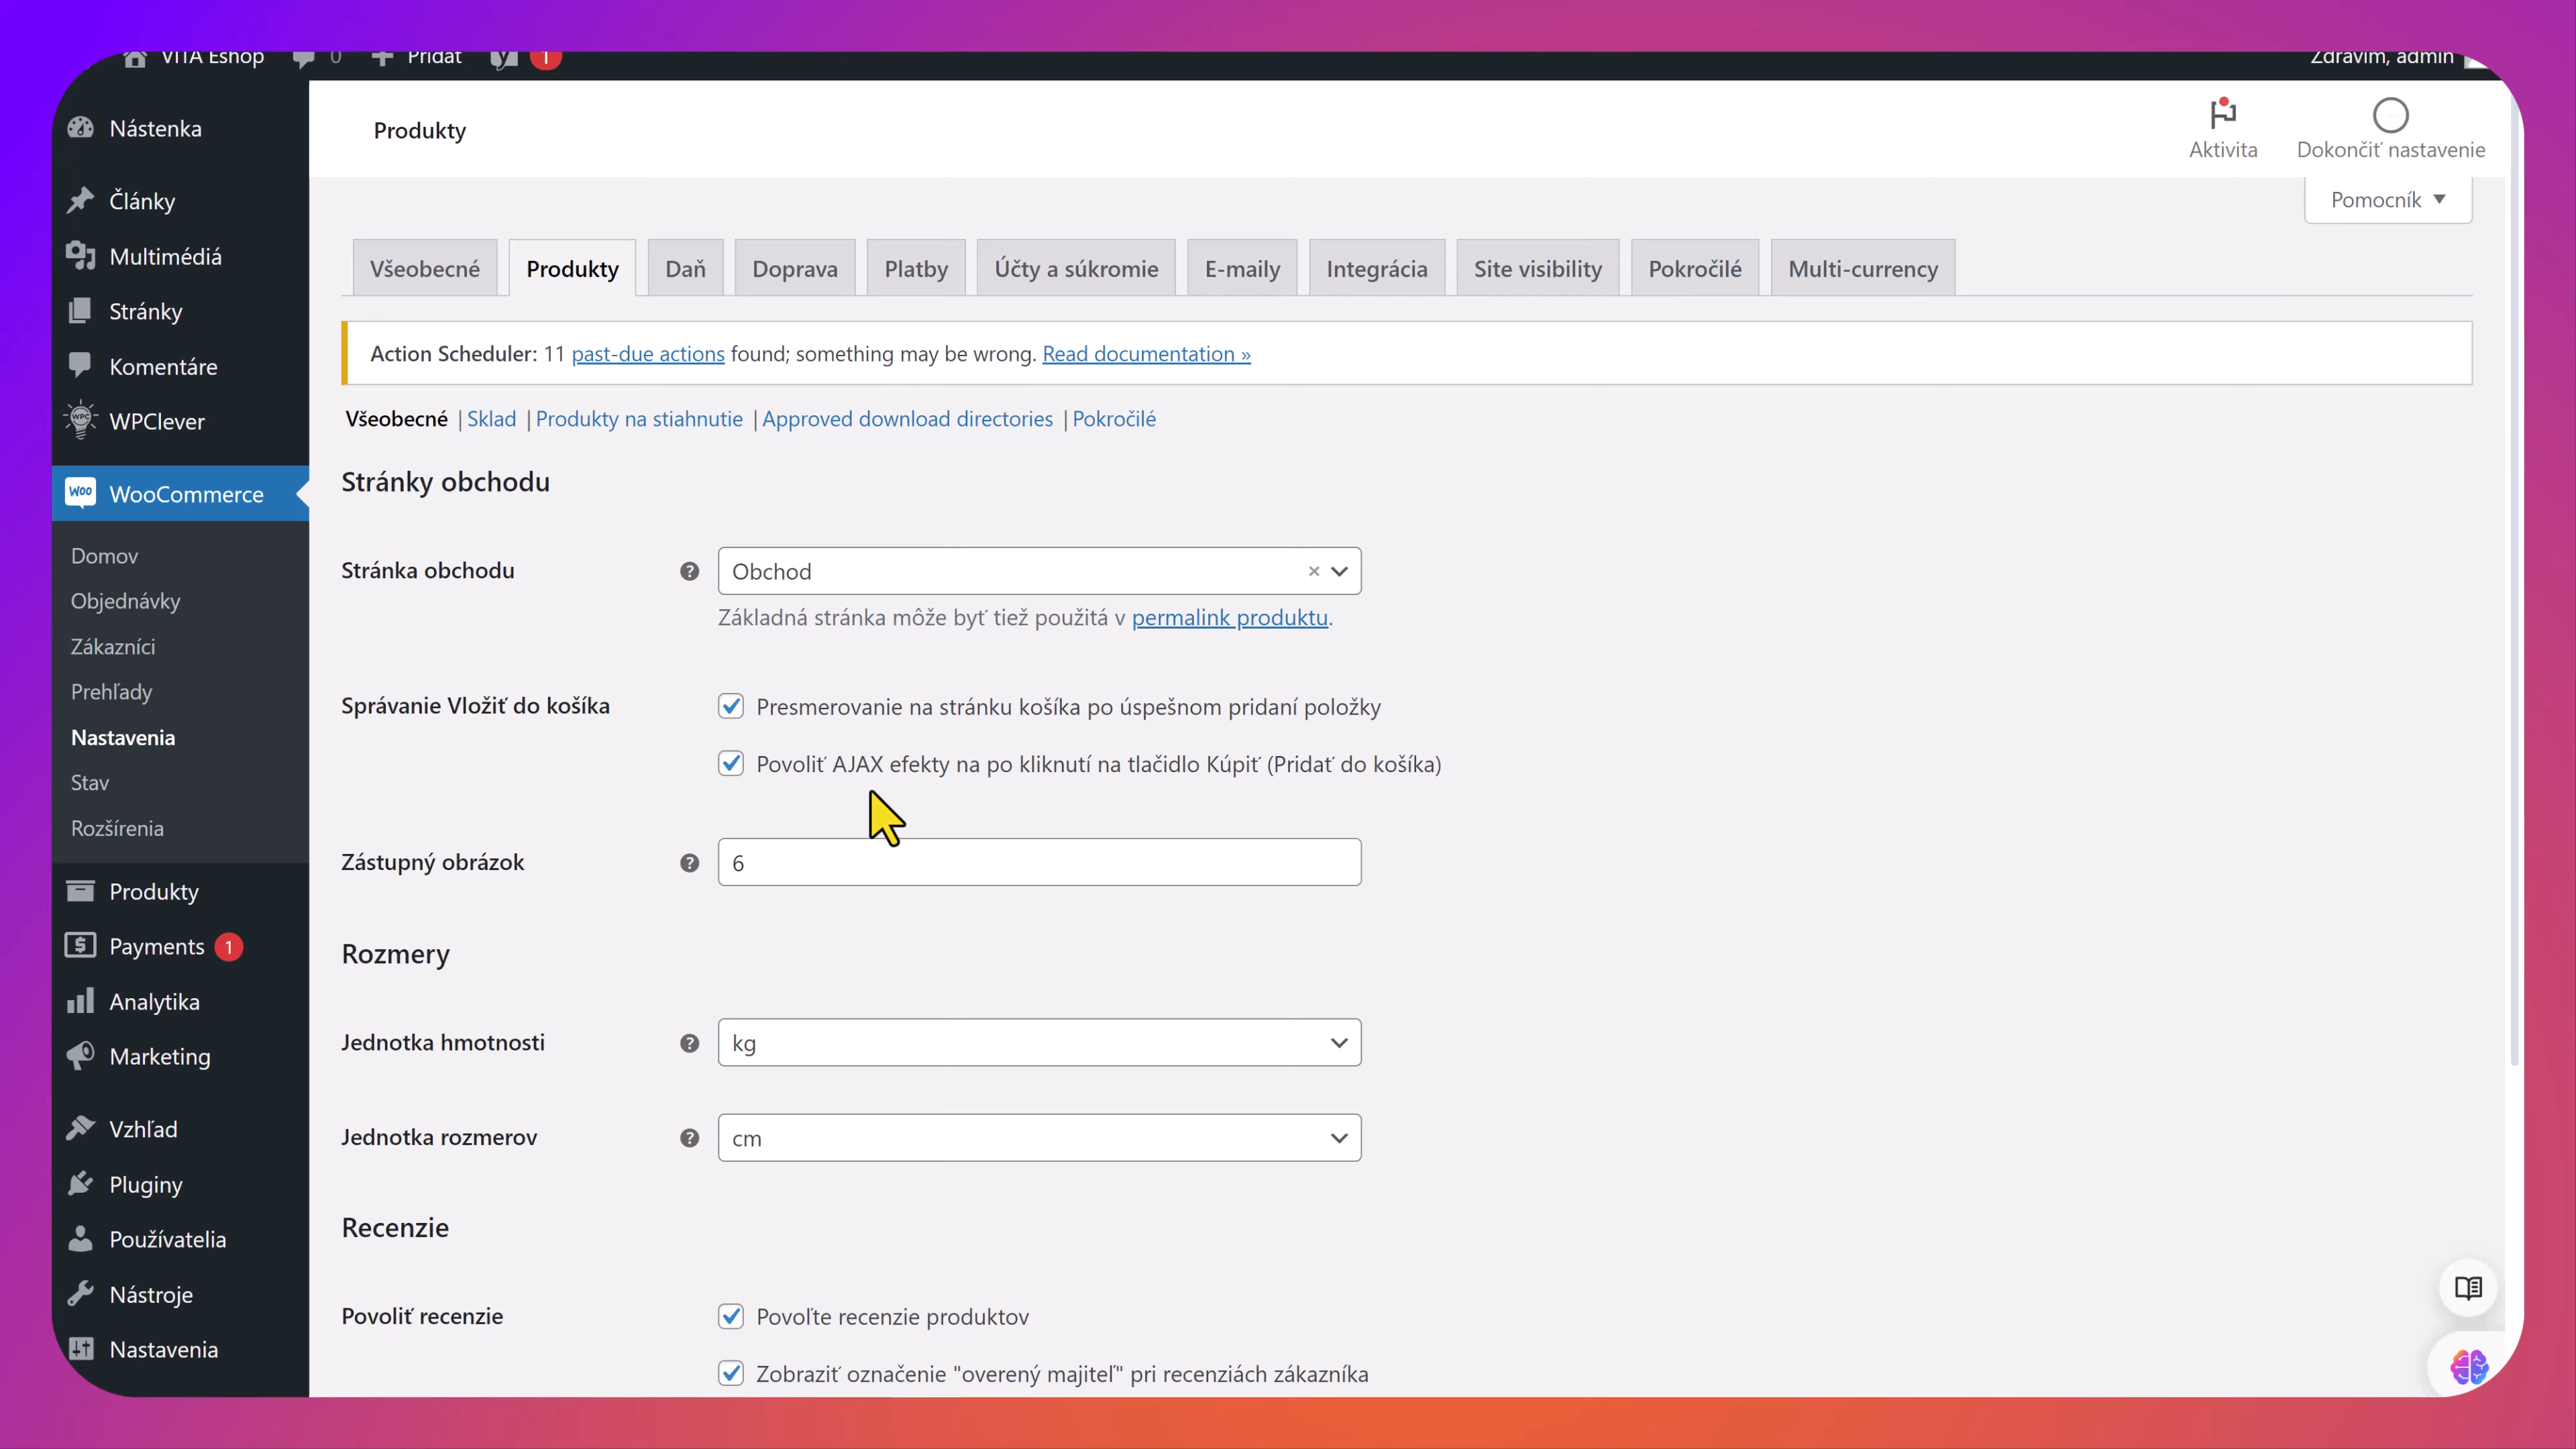 VITA Eshop 0 Pridať 1 Zdravím, admin
Nástenka
Články
Multimédiá
Stránky
Komentáre
WPClever
WooCommerce
Domov
Objednávky
Zákazníci
Prehľady
Nastavenia
Stav
Rozšírenia
Produkty
Payments 1
Analytika
Marketing
Vzhľad
Pluginy
Používatelia
Nástroje
Nastavenia
Produkty
Aktivita
Dokončiť nastavenie
Pomocník
Všeobecné Produkty Daň Doprava Platby Účty a súkromie E-maily Integrácia Site visibility Pokročilé Multi-currency
Action Scheduler: 11 past-due actions found; something may be wrong. Read documentation »
Všeobecné | Sklad | Produkty na stiahnutie | Approved download directories | Pokročilé
Stránky obchodu
Stránka obchodu Obchod
Základná stránka môže byť tiež použitá v permalink produktu.
Správanie Vložiť do košíka Presmerovanie na stránku košíka po úspešnom pridaní položky
Povoliť AJAX efekty na po kliknutí na tlačidlo Kúpiť (Pridať do košíka)
Zástupný obrázok 6
Rozmery
Jednotka hmotnosti kg
Jednotka rozmerov cm
Recenzie
Povoliť recenzie Povoľte recenzie produktov
Zobraziť označenie "overený majiteľ" pri recenziách zákazníka